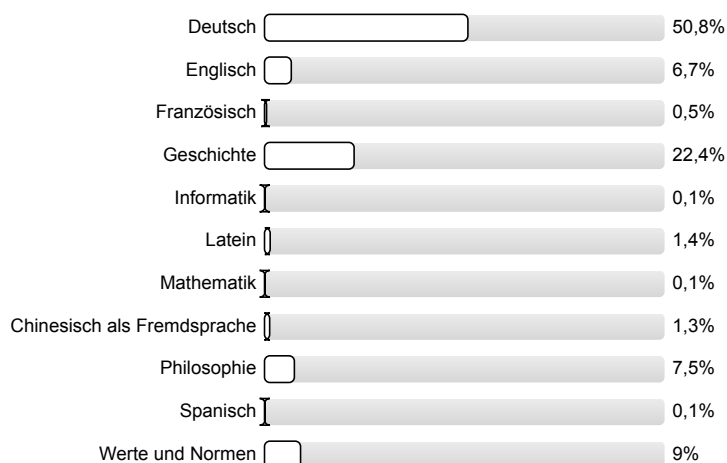 Deutsch 50,8%
Englisch 6,7%
Französisch 0,5%
Geschichte 22,4%
Informatik 0,1%
Latein 1,4%
Mathematik 0,1%
Chinesisch als Fremdsprache 1,3%
Philosophie 7,5%
Spanisch 0,1%
Werte und Normen 9%